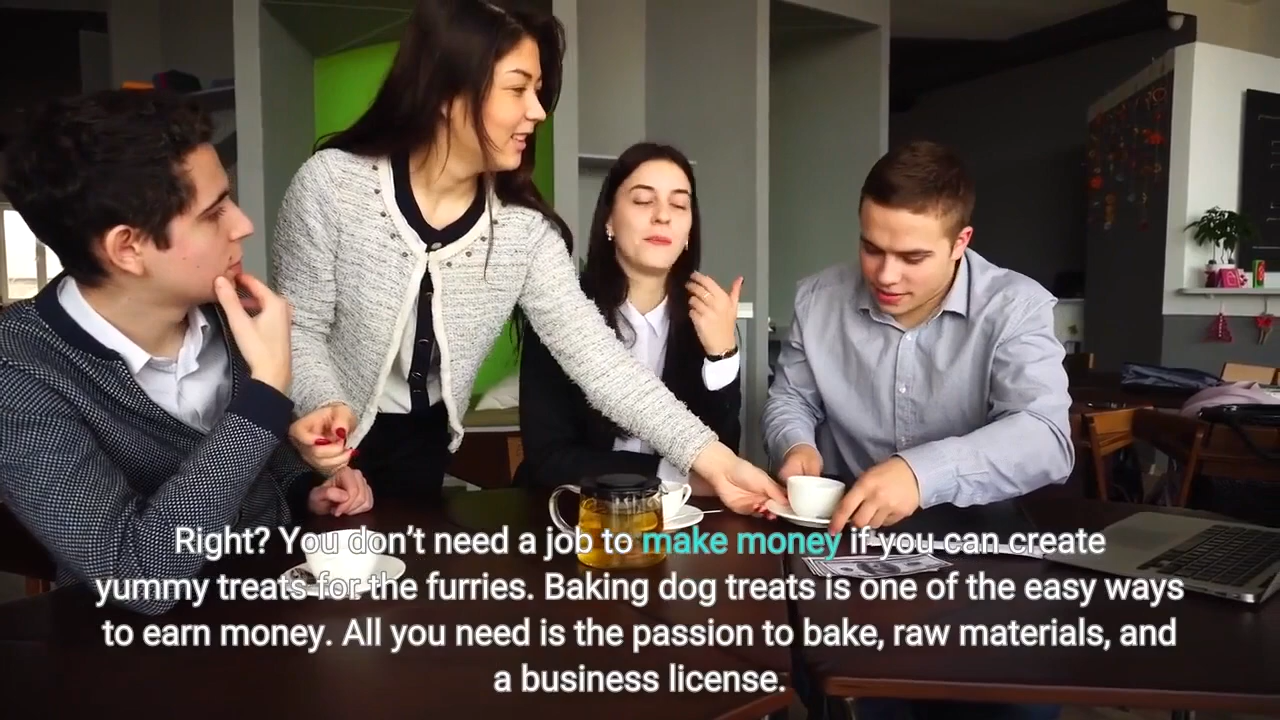 Right? You don’t need a job to make money if you can create
yummy treats for the furries. Baking dog treats is one of the easy ways
to earn money. All you need is the passion to bake, raw materials, and
a business license.